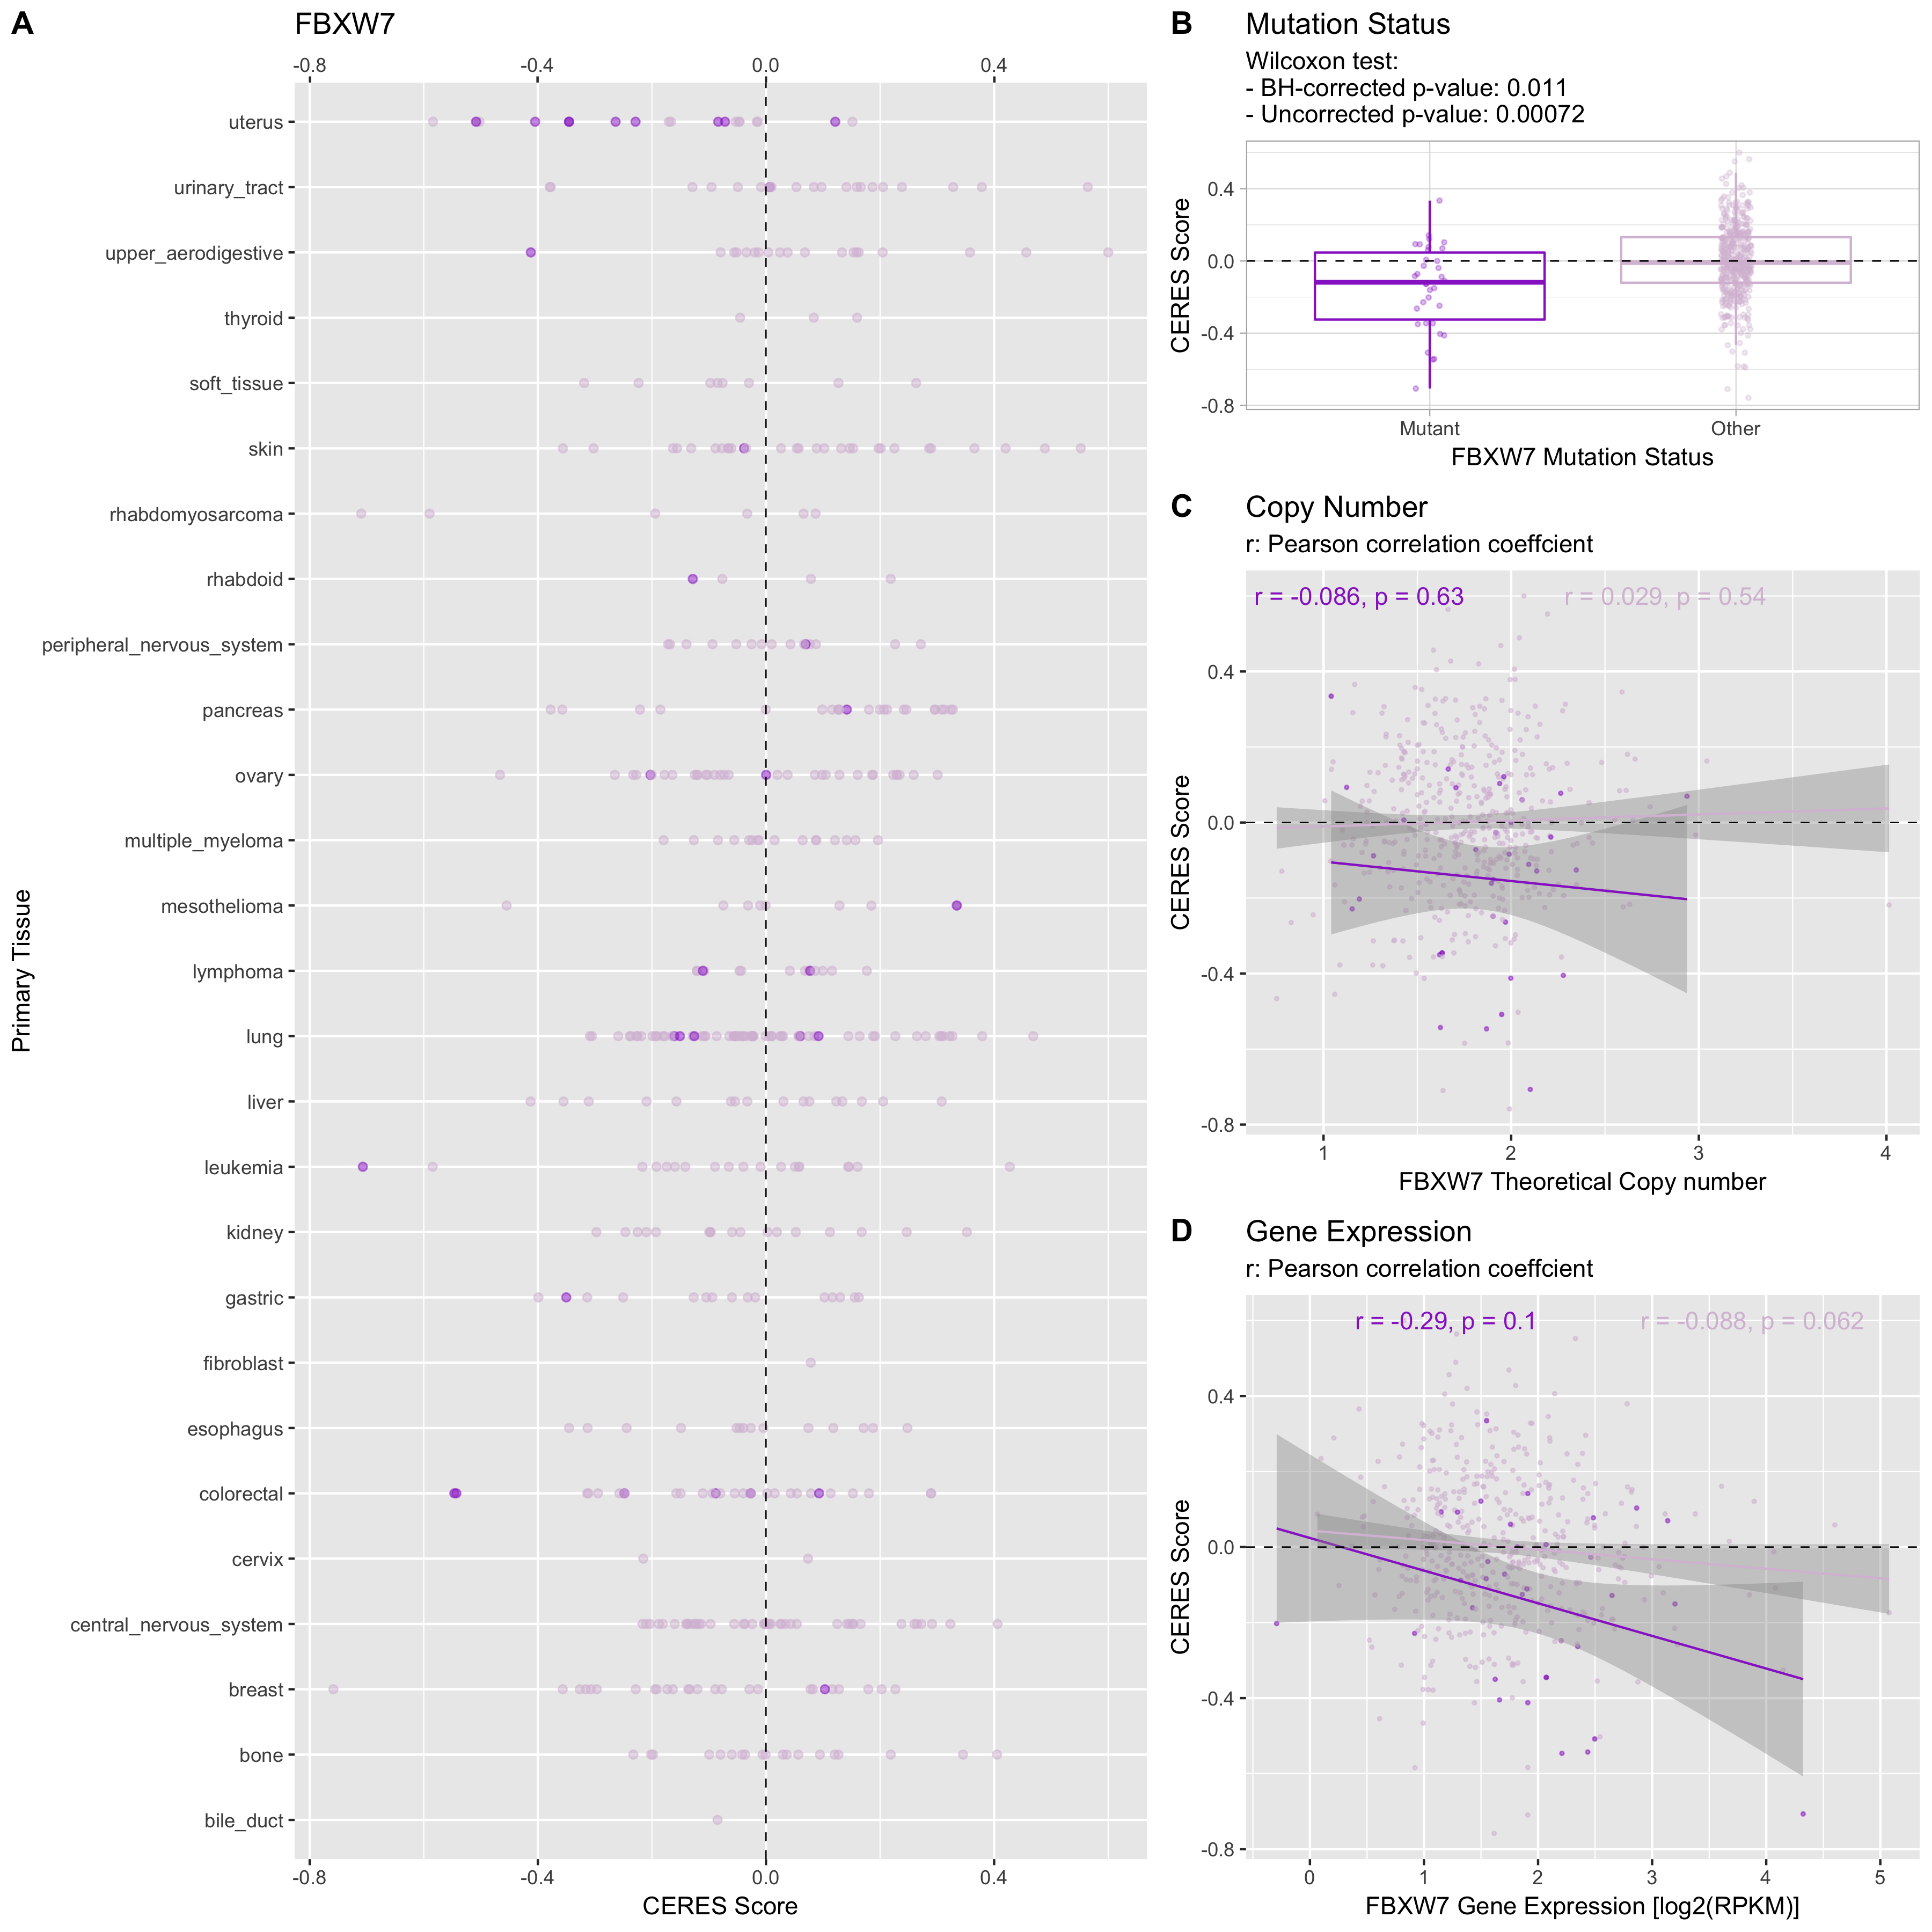 A
FBXW7
-0.8 -0.4 0.0 0.4
uterus
urinary_tract
upper_aerodigestive
thyroid
soft_tissue
skin
rhabdomyosarcoma
rhabdoid
peripheral_nervous_system
pancreas
ovary
multiple_myeloma
mesothelioma
lymphoma
lung
liver
leukemia
kidney
gastric
fibroblast
esophagus
colorectal
cervix
central_nervous_system
breast
bone
bile_duct
Primary Tissue
-0.8 -0.4 0.0 0.4
CERES Score
B
Mutation Status
Wilcoxon test:
- BH-corrected p-value: 0.011
- Uncorrected p-value: 0.00072
CERES Score
0.4
0.0
-0.4
-0.8
Mutant Other
FBXW7 Mutation Status
C
Copy Number
r: Pearson correlation coeffcient
r = -0.086, p = 0.63 r = 0.029, p = 0.54
CERES Score
0.4
0.0
-0.4
-0.8
1 2 3 4
FBXW7 Theoretical Copy number
D
Gene Expression
r: Pearson correlation coeffcient
r = -0.29, p = 0.1 r = -0.088, p = 0.062
CERES Score
0.4
0.0
-0.4
-0.8
0 1 2 3 4 5
FBXW7 Gene Expression [log2(RPKM)]